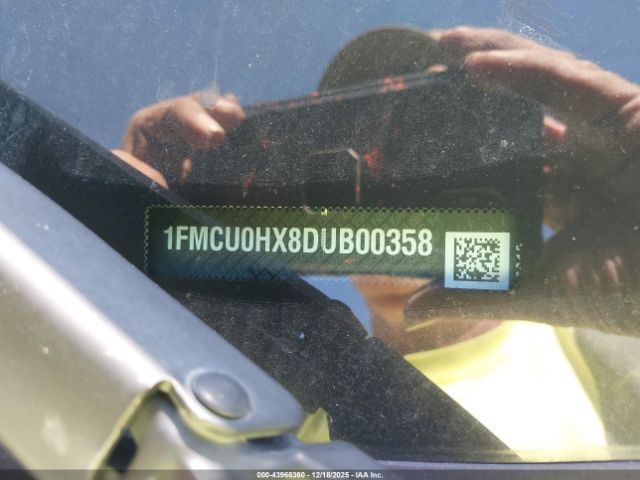 1FMCU0HX8DUB00358
000-43966360 - 12/18/2025 - IAA Inc.